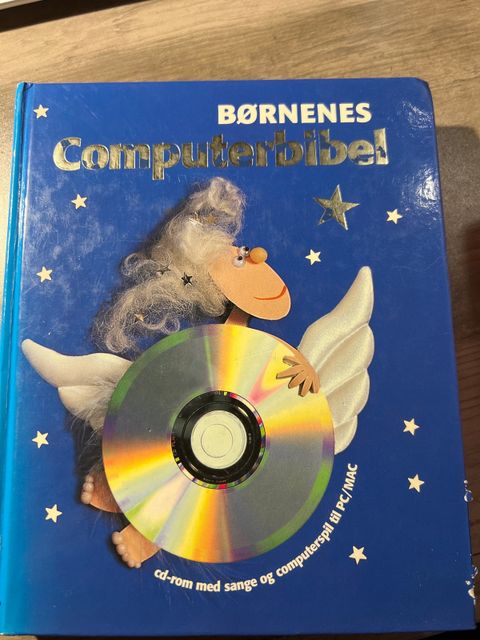 BØRNENES
Computerbibel
cd-rom med sange og computerspil til PC/MAC